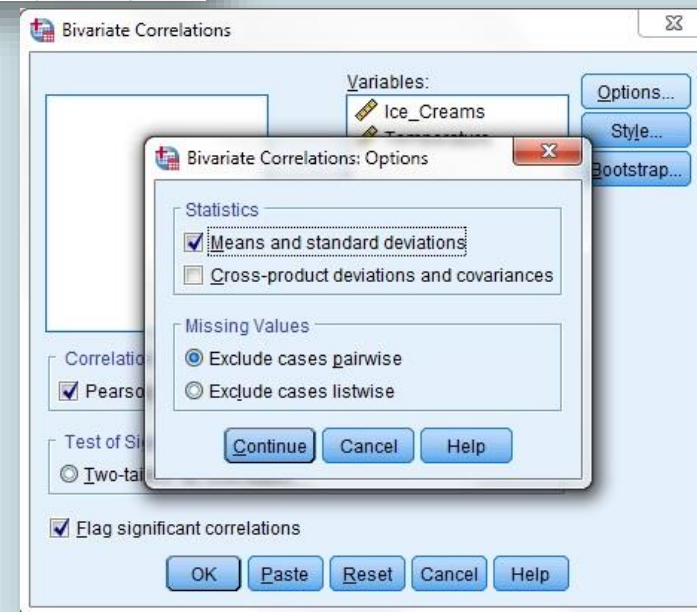 Bivariate Correlations
Variables:
Ice_Creams
Options...
Style...
Bootstrap...
Bivariate Correlations: Options
Statistics
Means and standard deviations
Cross-product deviations and covariances
Missing Values
Exclude cases pairwise
Exclude cases listwise
Continue Cancel Help
Flag significant correlations
OK Paste Reset Cancel Help